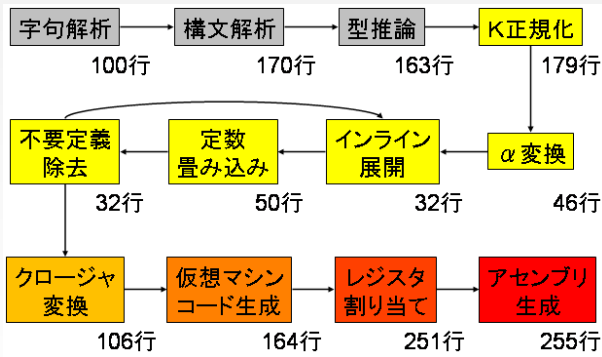 字句解析
100行
構文解析
170行
型推論
163行
K正規化
179行
不要定義
除去
32行
定数
畳み込み
50行
インライン
展開
32行
α変換
46行
クロージャ
変換
106行
仮想マシン
コード生成
164行
レジスタ
割り当て
251行
アセンブリ
生成
255行